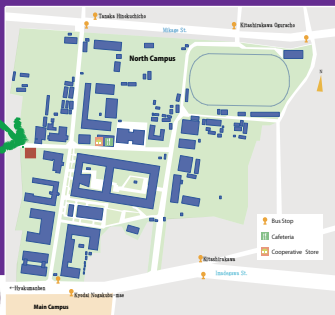 Tanaka Hinokuchicho
Kitashirakawa Oguracho
Mikage St.
North Campus
N
Bus Stop
Cafeteria
Cooperative Store
Kitashirakawa
Imadegawa St.
←Hyakumanben
Kyodai Nogakubu-mae
Main Campus